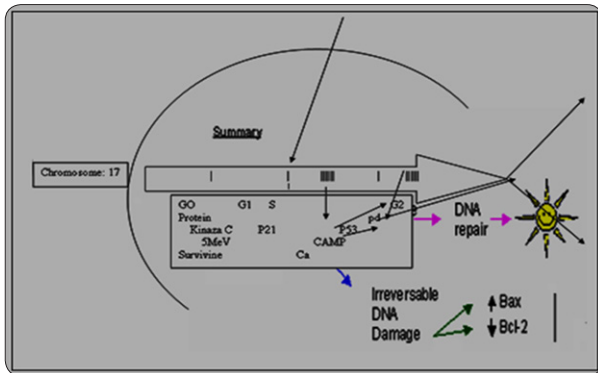 Summary
Chromosome: 17
GO G1 S G2
Protein pd
Kinaza C P21 P53
5MeV CAMP
Survivine Ca
DNA
repair
Irreversable
DNA
Damage
Bax
Bcl-2